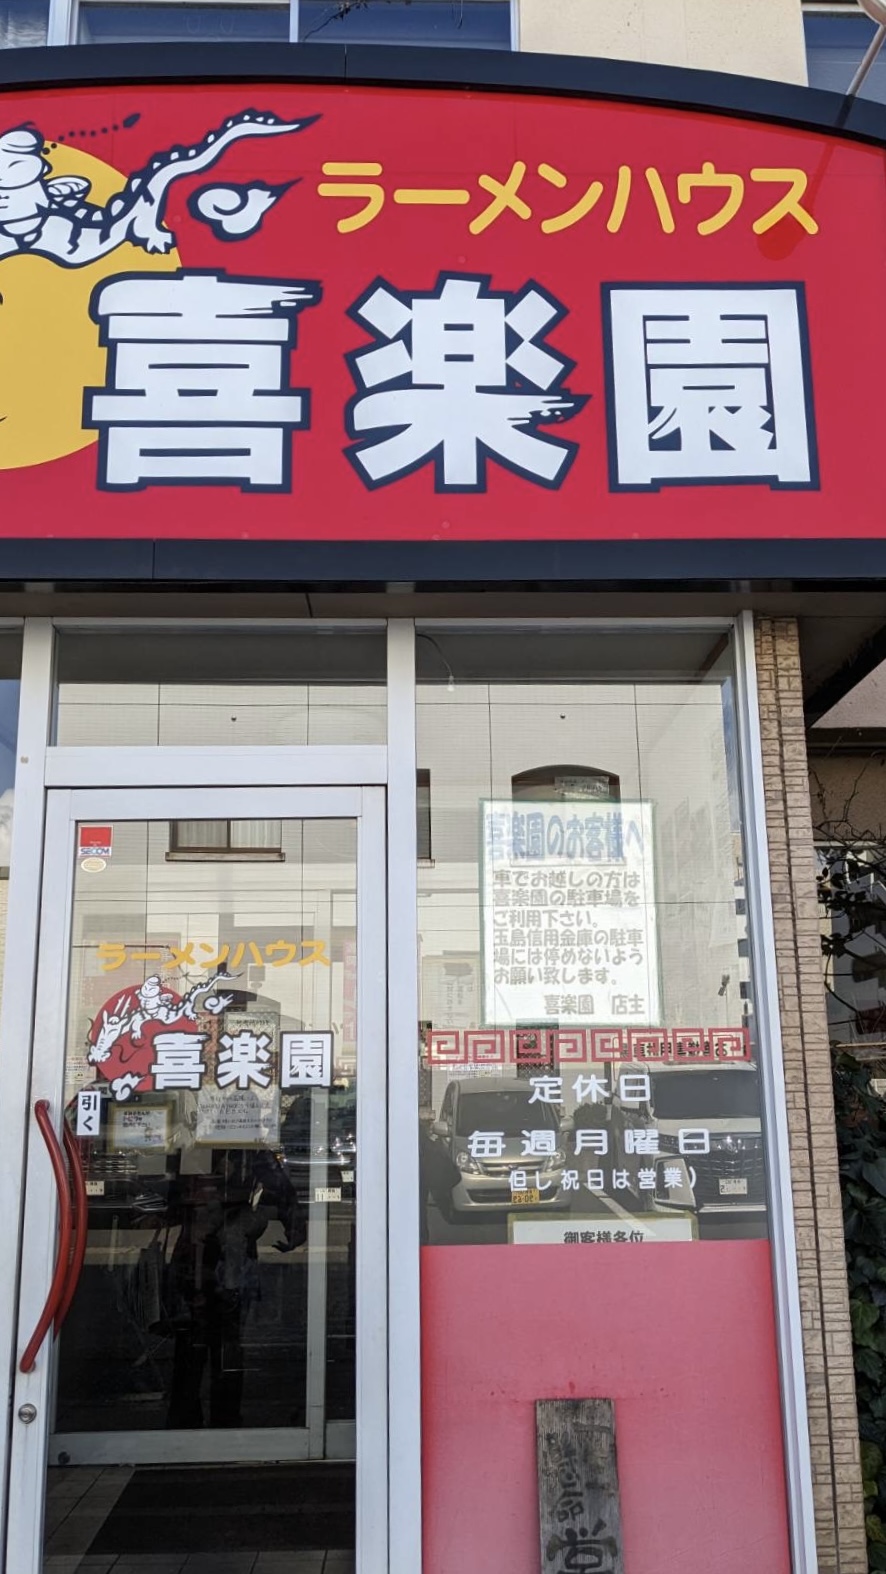 ラーメンハウス
喜楽園
SECOM
ラーメンハウス
喜楽園
引く
喜楽園のお客様へ
車でお越しの方は
喜楽園の駐車場を
ご利用下さい。
玉島信用金庫の駐車
場には停めないよう
お願い致します。
喜楽園 店主
定休日
毎週月曜日
但し祝日は営業)
御客様各位